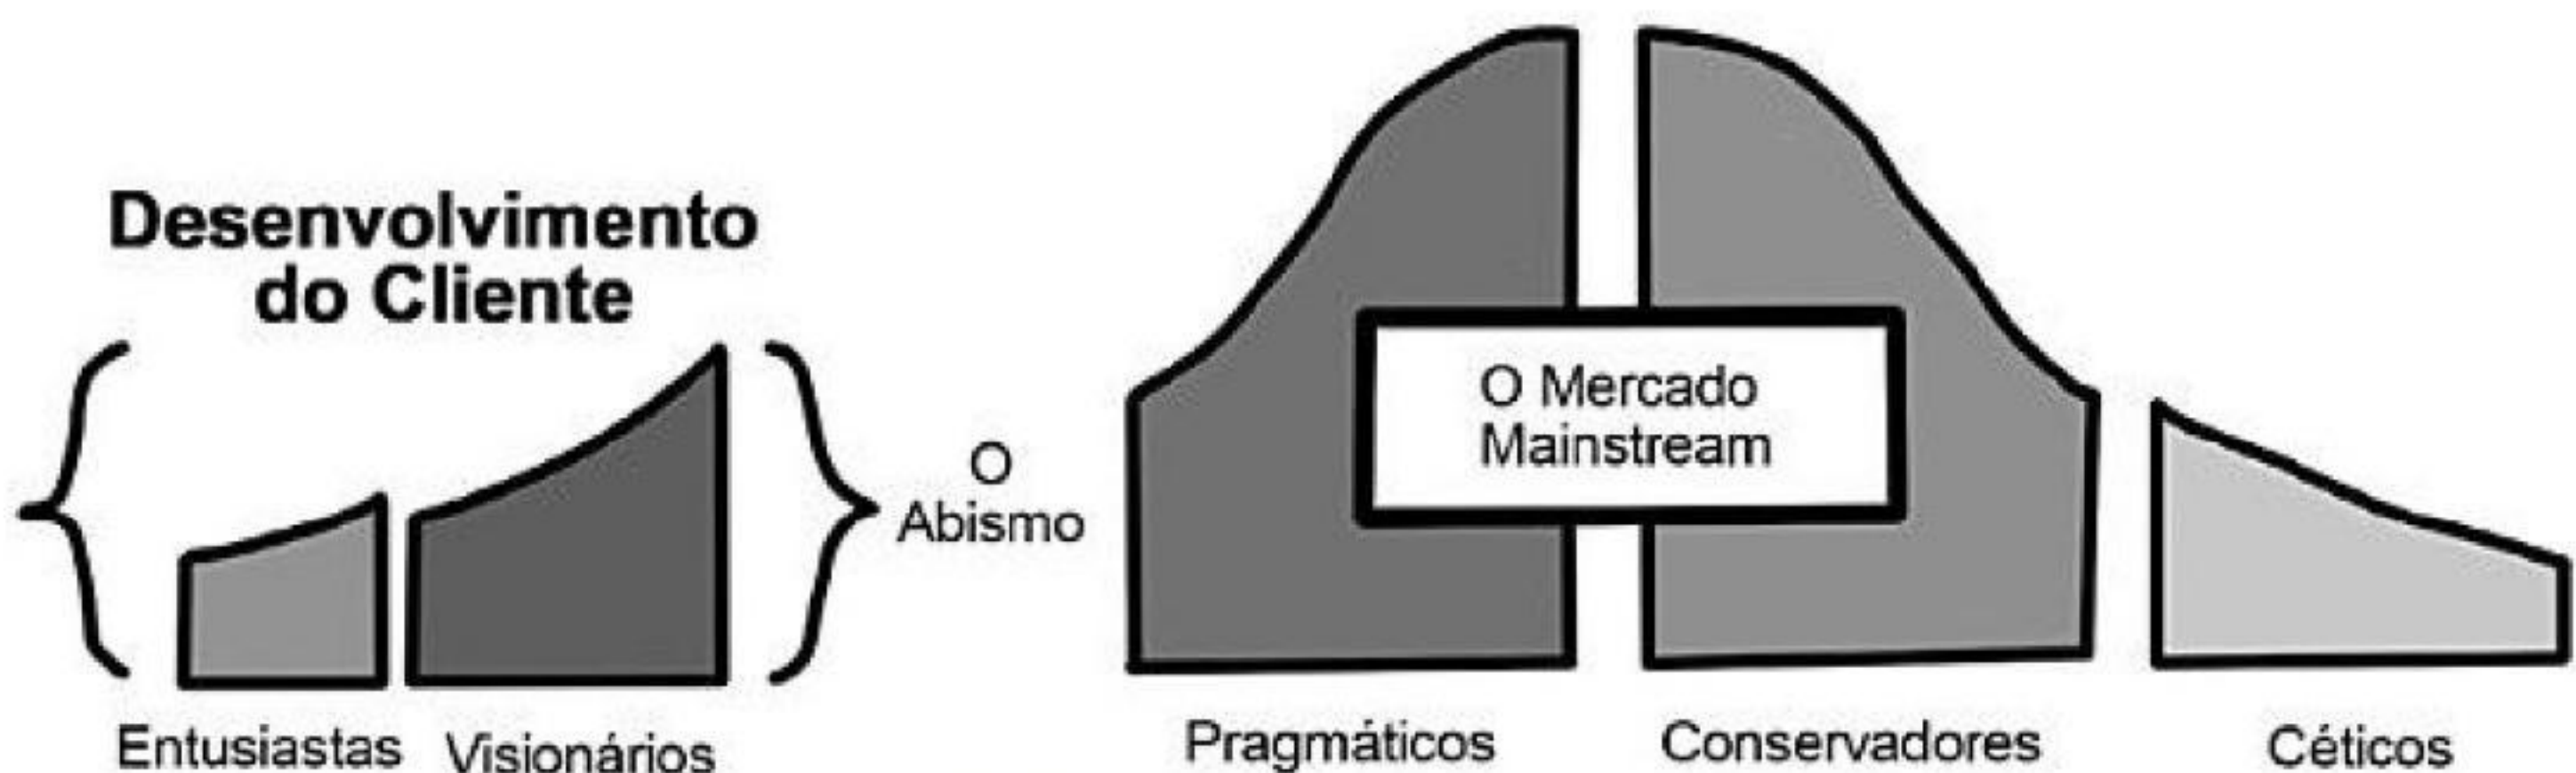 Desenvolvimento
do Cliente
O
Abismo
O Mercado
Mainstream
Entusiastas
Visionários
Pragmáticos
Conservadores
Céticos